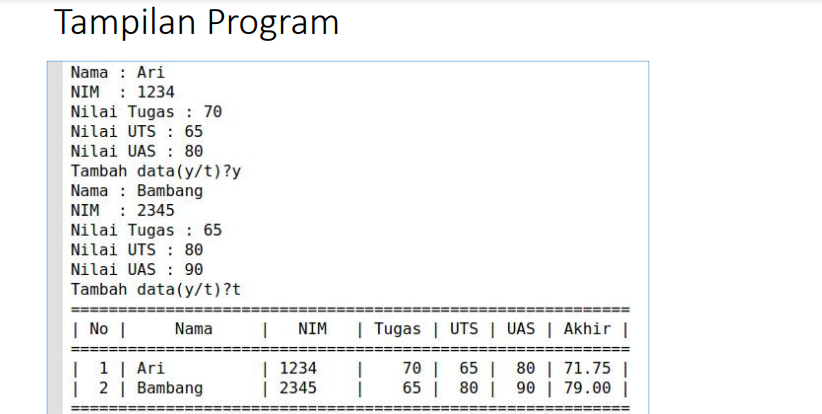 Tampilan Program
Nama : Ari
NIM  : 1234
Nilai Tugas : 70
Nilai UTS : 65
Nilai UAS : 80
Tambah data(y/t)?y
Nama : Bambang
NIM  : 2345
Nilai Tugas : 65
Nilai UTS : 80
Nilai UAS : 90
Tambah data(y/t)?t
===========================================================
| No |     Nama     |   NIM   | Tugas | UTS | UAS | Akhir |
===========================================================
|  1 | Ari          | 1234    |    70 |  65 |  80 | 71.75 |
|  2 | Bambang      | 2345    |    65 |  80 |  90 | 79.00 |
===========================================================